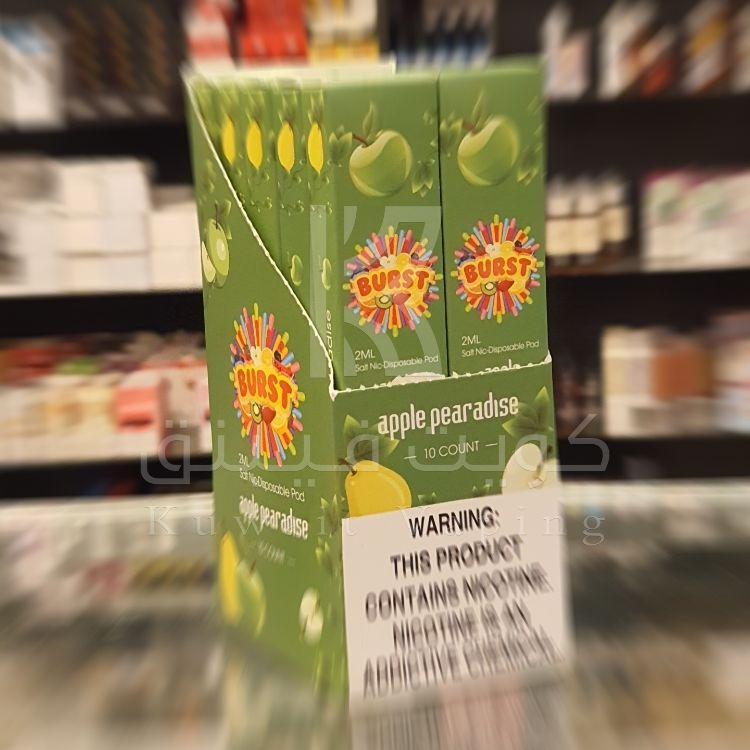 BURST
2ML
Salt Nic-Disposable Pod
BURST
2ML
Salt Nic-Disposable Pod
apple
BURST
2ML
Salt Nic-Disposable Pod
apple pearadise
apple pearadise
— 10 COUNT —
كويت فيبنق
Kuwait Vaping
WARNING:
THIS PRODUCT
CONTAINS NICOTINE.
NICOTINE IS AN
ADDICTIVE CHEMICAL.